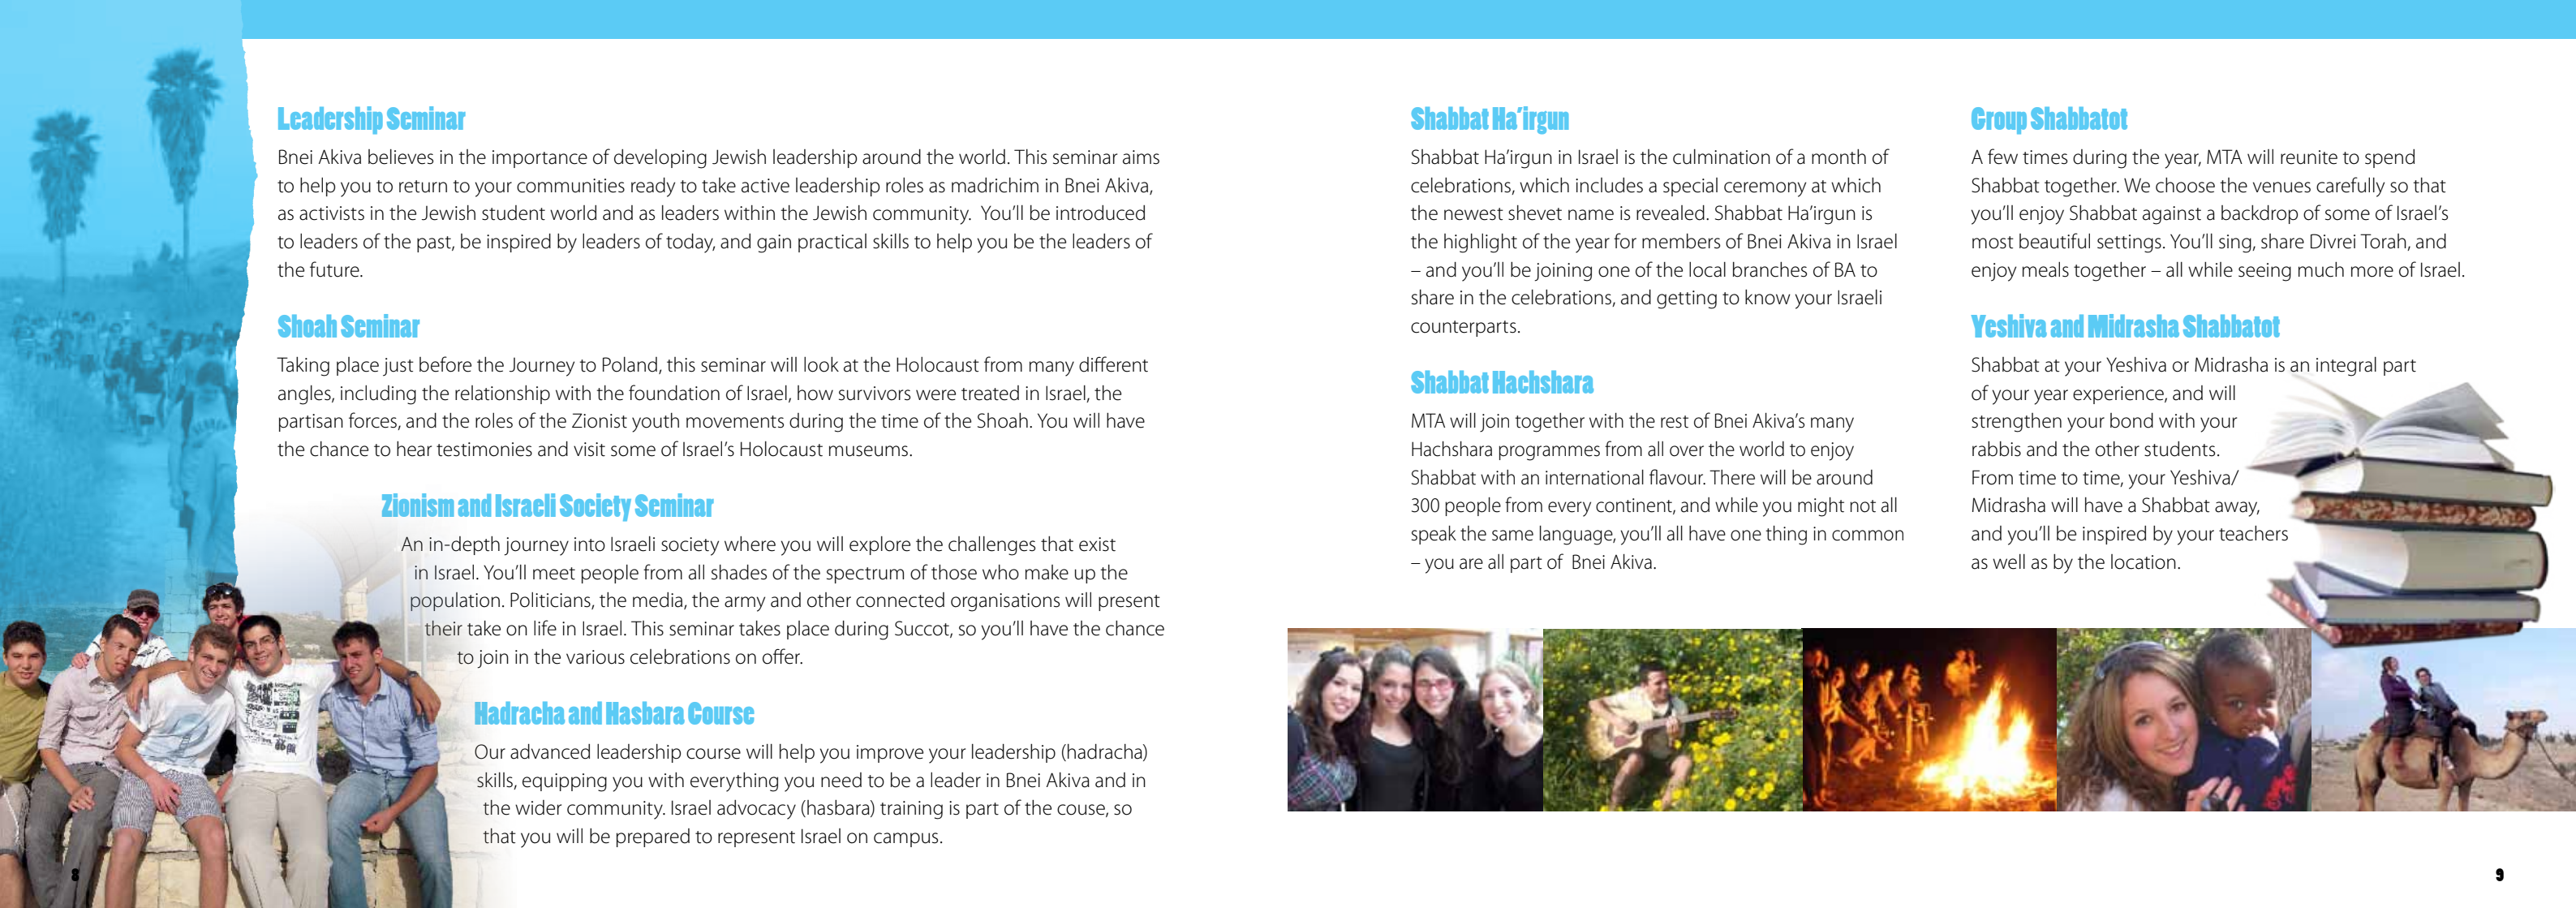 Leadership Seminar
Bnei Akiva believes in the importance of developing Jewish leadership around the world. This seminar aims
to help you to return to your communities ready to take active leadership roles as madrichim in Bnei Akiva,
as activists in the Jewish student world and as leaders within the Jewish community.  You'll be introduced
to leaders of the past, be inspired by leaders of today, and gain practical skills to help you be the leaders of
the future.
Shoah Seminar
Taking place just before the Journey to Poland, this seminar will look at the Holocaust from many different
angles, including the relationship with the foundation of Israel, how survivors were treated in Israel, the
partisan forces, and the roles of the Zionist youth movements during the time of the Shoah. You will have
the chance to hear testimonies and visit some of Israel's Holocaust museums.
Zionism and Israeli Society Seminar
An in-depth journey into Israeli society where you will explore the challenges that exist
in Israel. You'll meet people from all shades of the spectrum of those who make up the
population. Politicians, the media, the army and other connected organisations will present
their take on life in Israel. This seminar takes place during Succot, so you'll have the chance
to join in the various celebrations on offer.
Hadracha and Hasbara Course
Our advanced leadership course will help you improve your leadership (hadracha)
skills, equipping you with everything you need to be a leader in Bnei Akiva and in
the wider community. Israel advocacy (hasbara) training is part of the couse, so
that you will be prepared to represent Israel on campus.
8
Shabbat Ha'irgun
Shabbat Ha'irgun in Israel is the culmination of a month of
celebrations, which includes a special ceremony at which
the newest shevet name is revealed. Shabbat Ha'irgun is
the highlight of the year for members of Bnei Akiva in Israel
– and you'll be joining one of the local branches of BA to
share in the celebrations, and getting to know your Israeli
counterparts.
Shabbat Hachshara
MTA will join together with the rest of Bnei Akiva's many
Hachshara programmes from all over the world to enjoy
Shabbat with an international flavour. There will be around
300 people from every continent, and while you might not all
speak the same language, you'll all have one thing in common
– you are all part of  Bnei Akiva.
Group Shabbatot
A few times during the year, MTA will reunite to spend
Shabbat together. We choose the venues carefully so that
you'll enjoy Shabbat against a backdrop of some of Israel's
most beautiful settings. You'll sing, share Divrei Torah, and
enjoy meals together – all while seeing much more of Israel.
Yeshiva and Midrasha Shabbatot
Shabbat at your Yeshiva or Midrasha is an integral part
of your year experience, and will
strengthen your bond with your
rabbis and the other students.
From time to time, your Yeshiva/
Midrasha will have a Shabbat away,
and you'll be inspired by your teachers
as well as by the location.
9